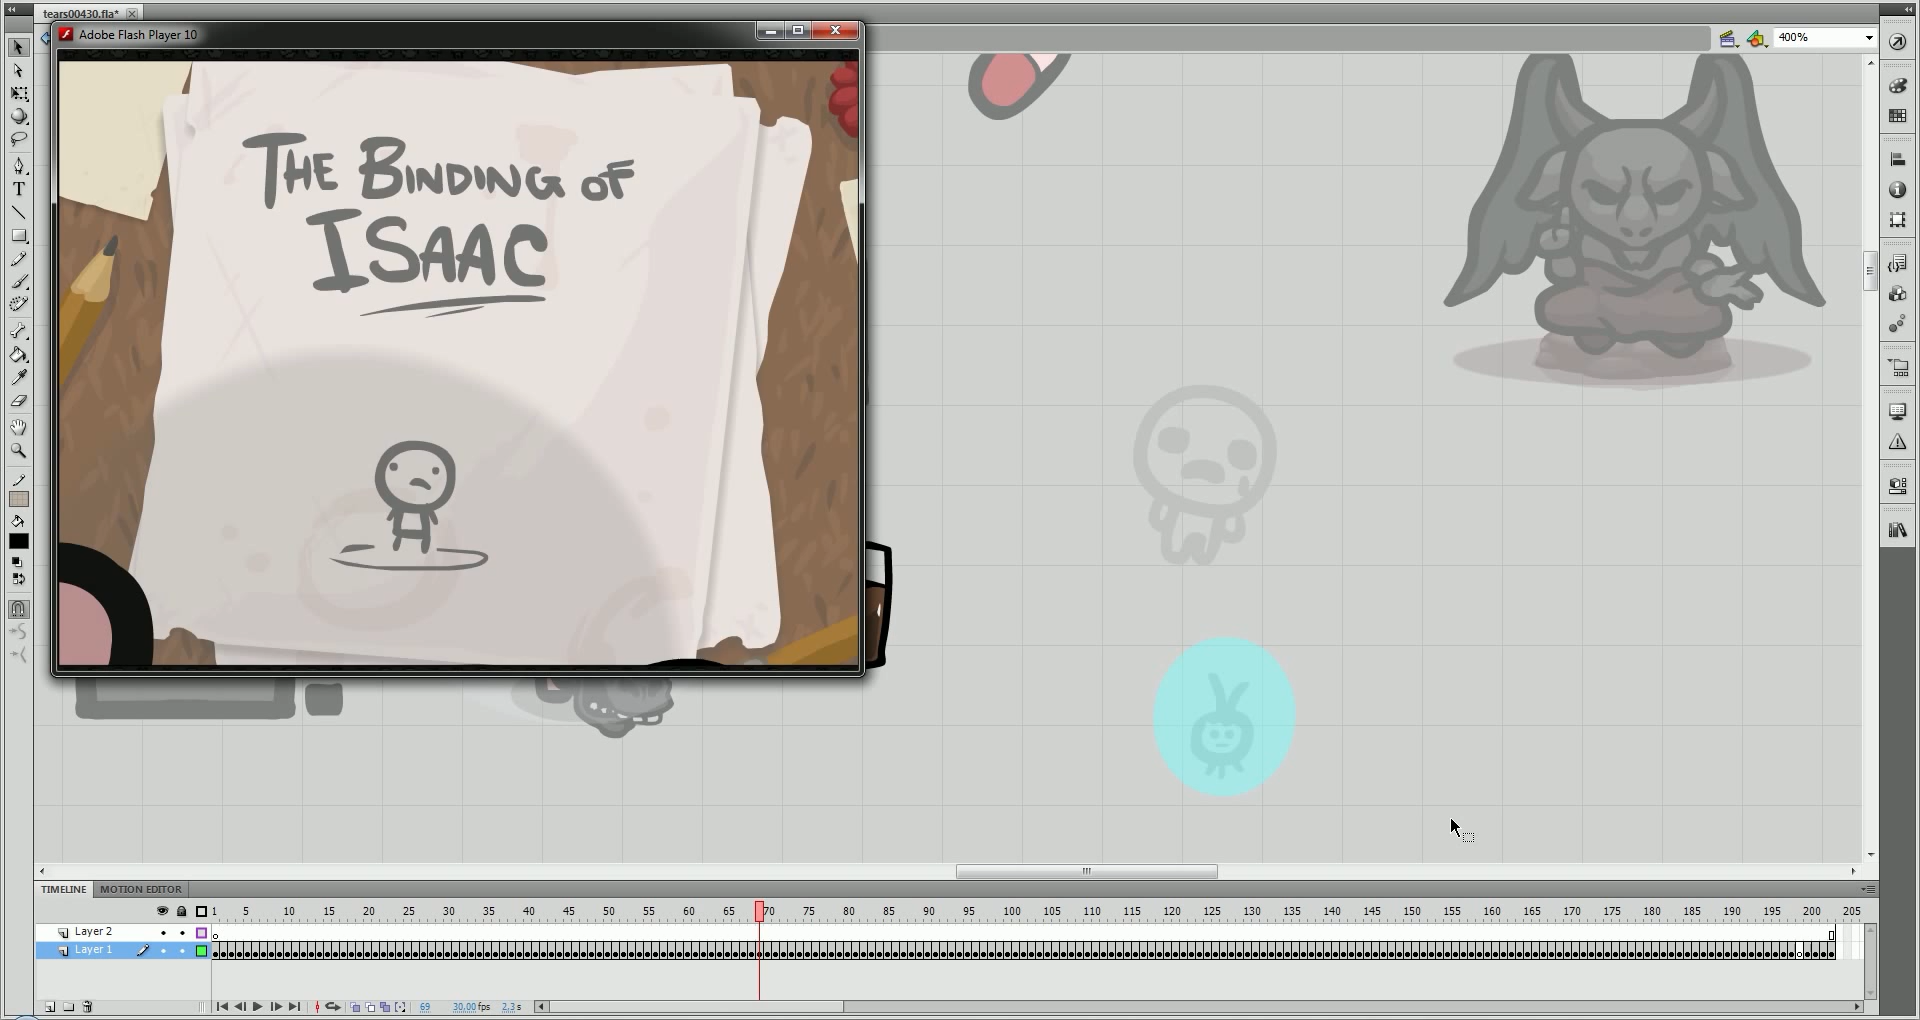 tears00430.fla*
Adobe Flash Player 10
400%
THE BINDING OF
ISAAC
T
TIMELINE
MOTION EDITOR
1 5 10 15 20 25 30 35 40 45 50 55 60 65 70 75 80 85 90 95 100 105 110 115 120 125 130 135 140 145 150 155 160 165 170 175 180 185 190 195 200 205
Layer 2
Layer 1
69 30.00 fps 2.3 s